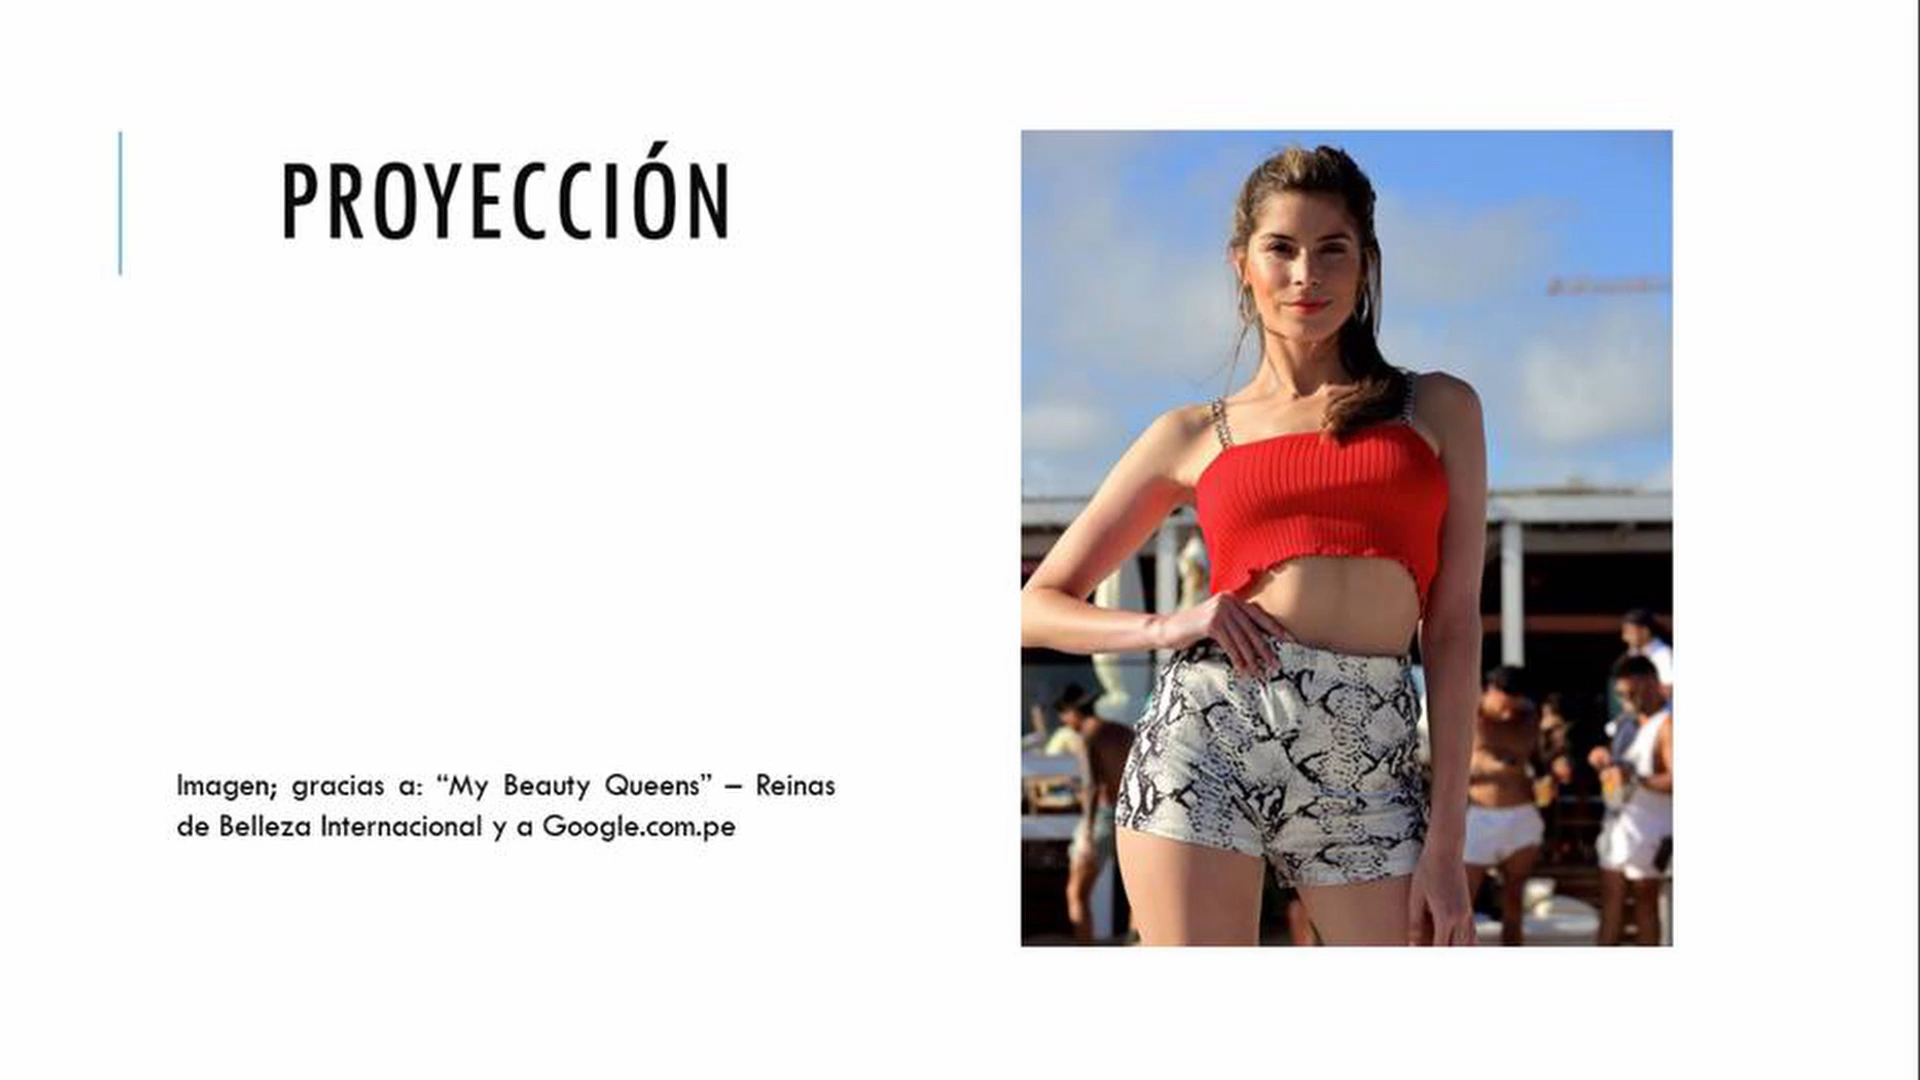 PROYECCIÓN
Imagen; gracias a: “My Beauty Queens” – Reinas
de Belleza Internacional y a Google.com.pe